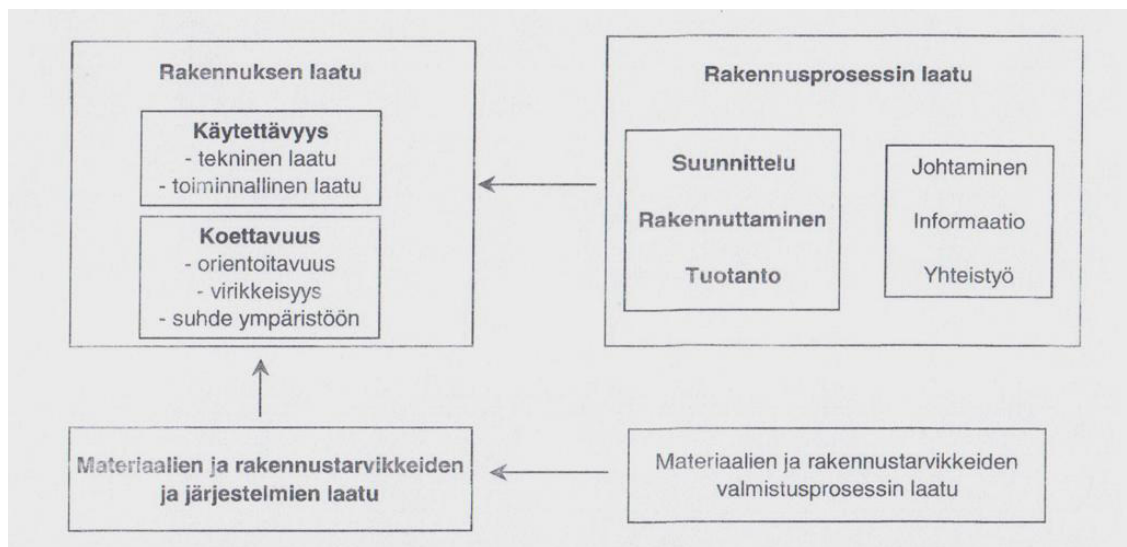 Rakennuksen laatu
Käytettävyys
- tekninen laatu
- toiminnallinen laatu
Koettavuus
- orientoitavuus
- virikkeisyys
- suhde ympäristöön
Rakennusprosessin laatu
Suunnittelu
Rakennuttaminen
Tuotanto
Johtaminen
Informaatio
Yhteistyö
Materiaalien ja rakennustarvikkeiden
ja järjestelmien laatu
Materiaalien ja rakennustarvikkeiden
valmistusprosessin laatu